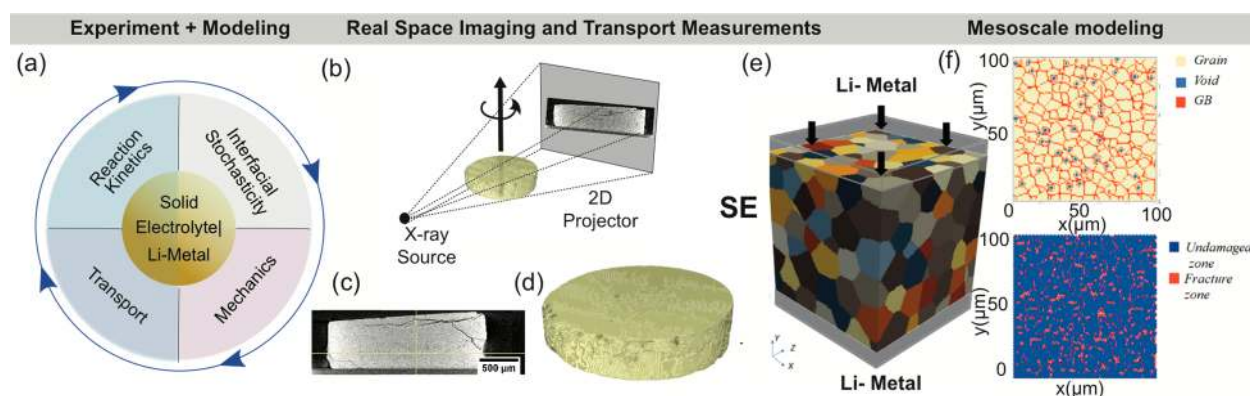 Experiment + Modeling
Real Space Imaging and Transport Measurements
Mesoscale modeling
(a)
Reaction
Kinetics
Interfacial
Stochasticity
Solid
Electrolyte|
Li-Metal
Transport
Mechanics
(b)
X-ray
Source
2D
Projector
(c)
500 μm
(d)
(e)
Li- Metal
SE
Y
Z
X
Li- Metal
(f)
100
y(μm)
50
0
50
100
x(μm)
Grain
Void
GB
100
y(μm)
50
0
x(μm)
Undamaged
zone
Fracture
zone